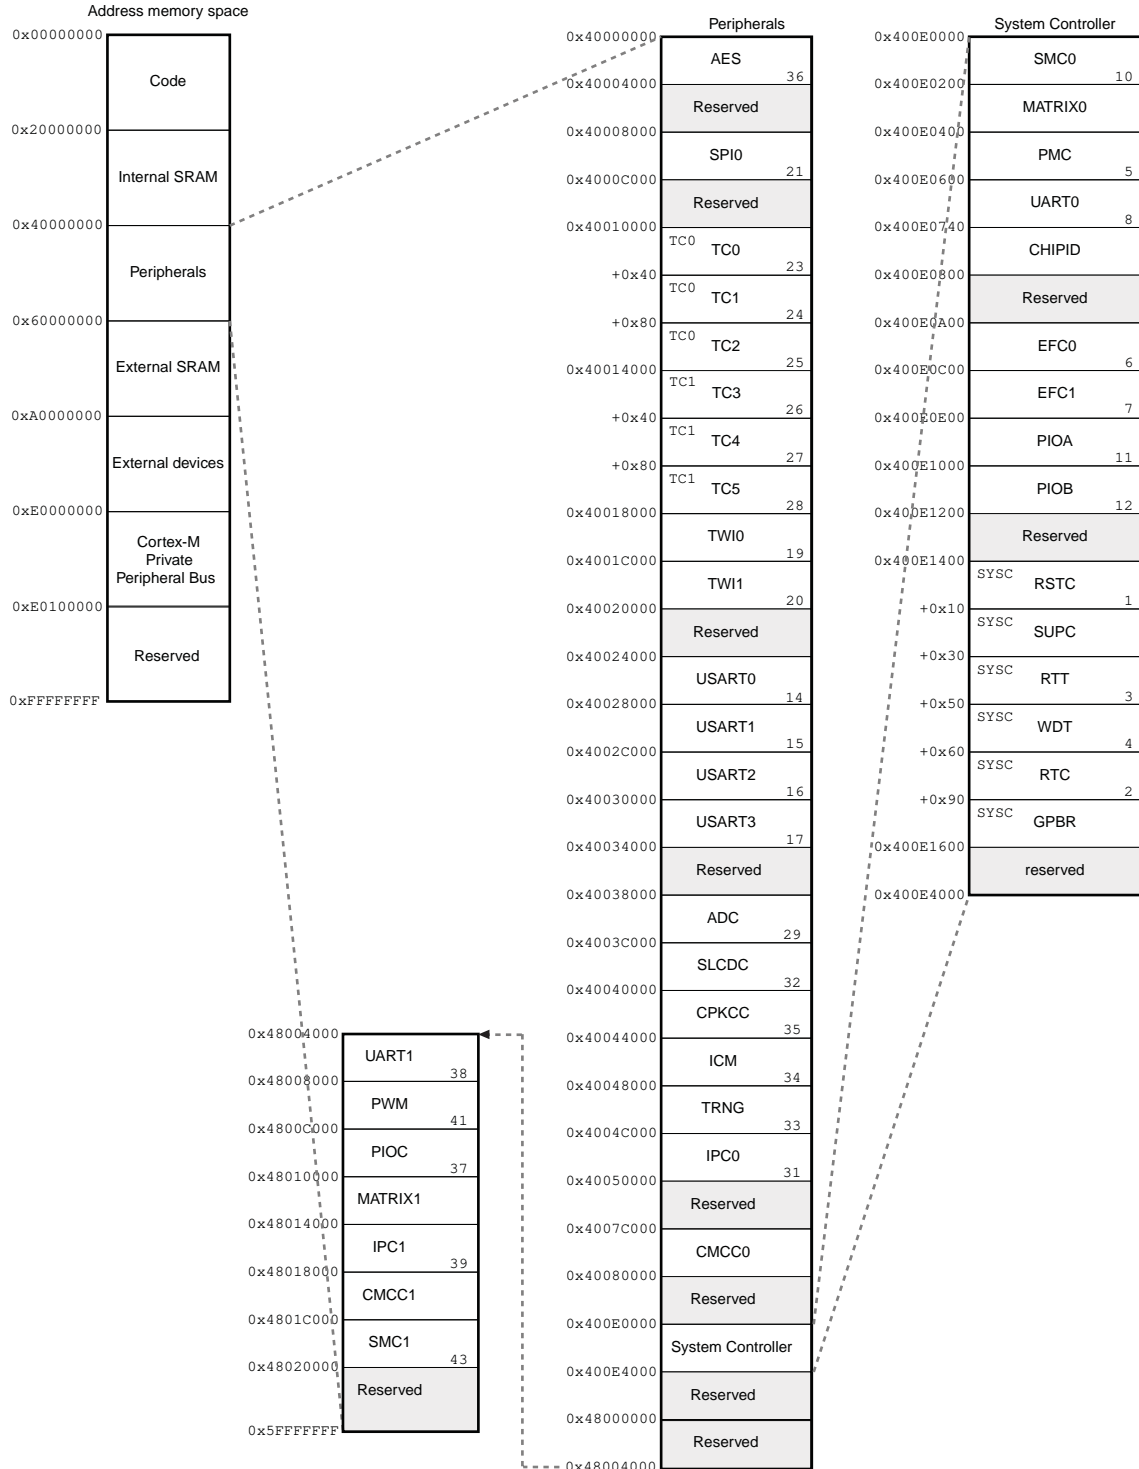 Address memory space
0x00000000
Code
0x20000000
Internal SRAM
0x40000000
Peripherals
0x60000000
External SRAM
0xA0000000
External devices
0xE0000000
Cortex-M
Private
Peripheral Bus
0xE0100000
Reserved
0xFFFFFFFF
Peripherals
0x40000000
AES
36
0x40004000
Reserved
0x40008000
SPI0
21
0x4000C000
Reserved
0x40010000
TC0
TC0
23
+0x40
TC0
TC1
24
+0x80
TC0
TC2
25
0x40014000
TC1
TC3
26
+0x40
TC1
TC4
27
+0x80
TC1
TC5
28
0x40018000
TWI0
19
0x4001C000
TWI1
20
0x40020000
Reserved
0x40024000
USART0
14
0x40028000
USART1
15
0x4002C000
USART2
16
0x40030000
USART3
17
0x40034000
Reserved
0x40038000
ADC
29
0x4003C000
SLCDC
32
0x40040000
CPKCC
35
0x40044000
ICM
34
0x40048000
TRNG
33
0x4004C000
IPC0
31
0x40050000
Reserved
0x4007C000
CMCC0
0x40080000
Reserved
0x400E0000
System Controller
0x400E4000
Reserved
0x48000000
Reserved
0x48004000
System Controller
0x400E0000
SMC0
10
0x400E0200
MATRIX0
0x400E0400
PMC
5
0x400E0600
UART0
8
0x400E0740
CHIPID
0x400E0800
Reserved
0x400E0A00
EFC0
6
0x400E0C00
EFC1
7
0x400E0E00
PIOA
11
0x400E1000
PIOB
12
0x400E1200
Reserved
0x400E1400
SYSC
RSTC
1
+0x10
SYSC
SUPC
+0x30
SYSC
RTT
3
+0x50
SYSC
WDT
4
+0x60
SYSC
RTC
2
+0x90
SYSC
GPBR
0x400E1600
reserved
0x400E4000
0x48004000
UART1
38
0x48008000
PWM
41
0x4800C000
PIOC
37
0x48010000
MATRIX1
0x48014000
IPC1
39
0x48018000
CMCC1
0x4801C000
SMC1
43
0x48020000
Reserved
0x5FFFFFFF